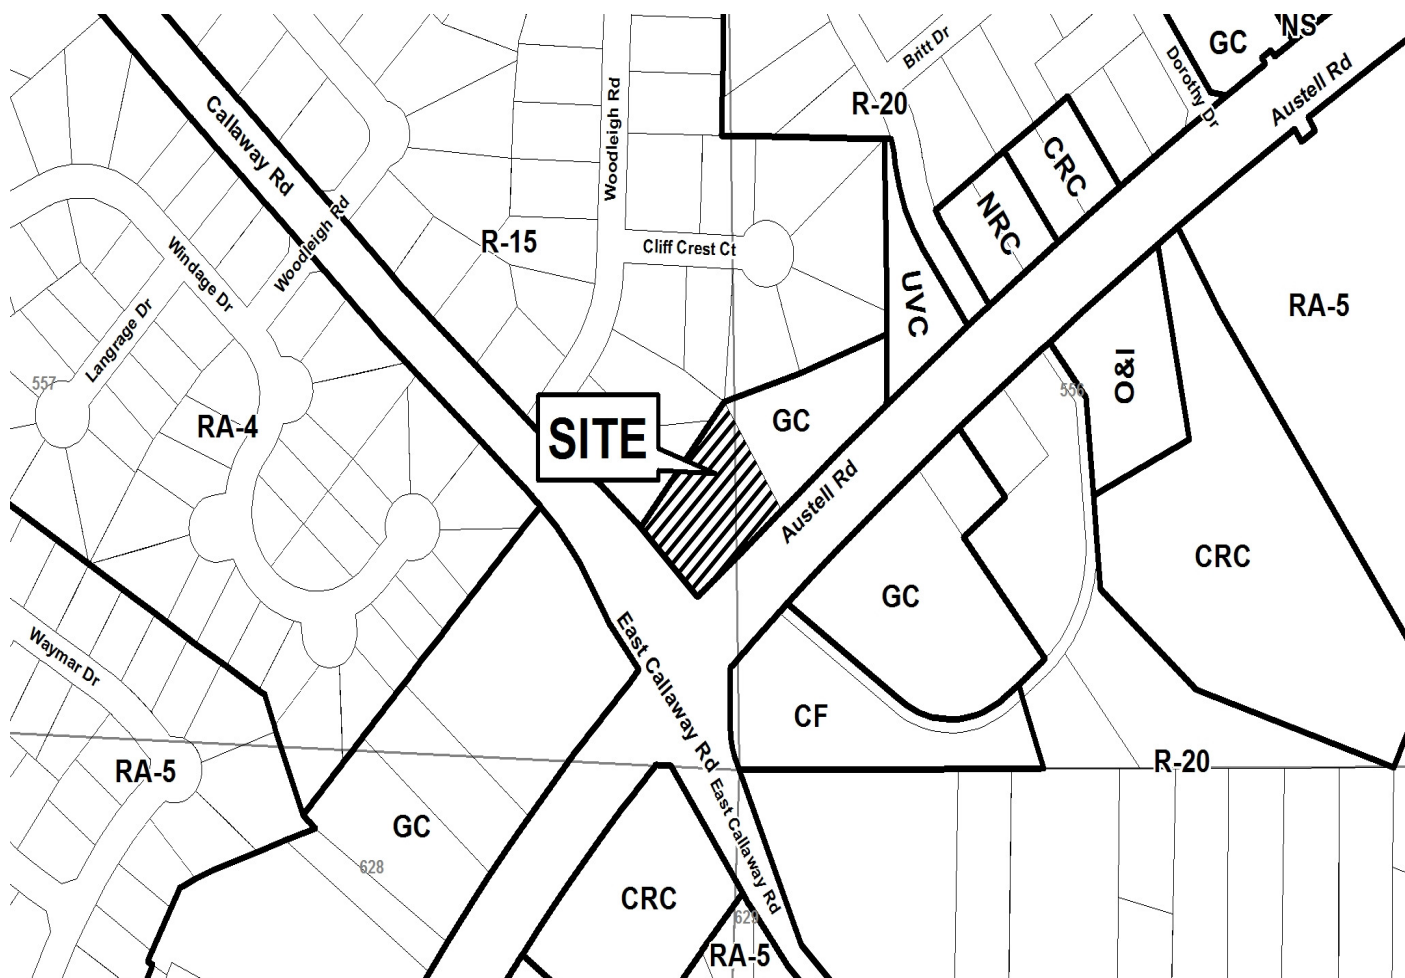 NS
GC
Britt Dr
Dorothy Dr
Austell Rd
R-20
Callaway Rd
Woodleigh Rd
CRC
NRC
Woodleigh Rd
R-15
Cliff Crest Ct
Windage Dr
UVC
RA-5
Langrage Dr
557
O&I
556
RA-4
SITE
GC
Austell Rd
CRC
GC
Waymar Dr
East Callaway Rd
CF
RA-5
R-20
GC
East Callaway Rd
628
CRC
629
RA-5